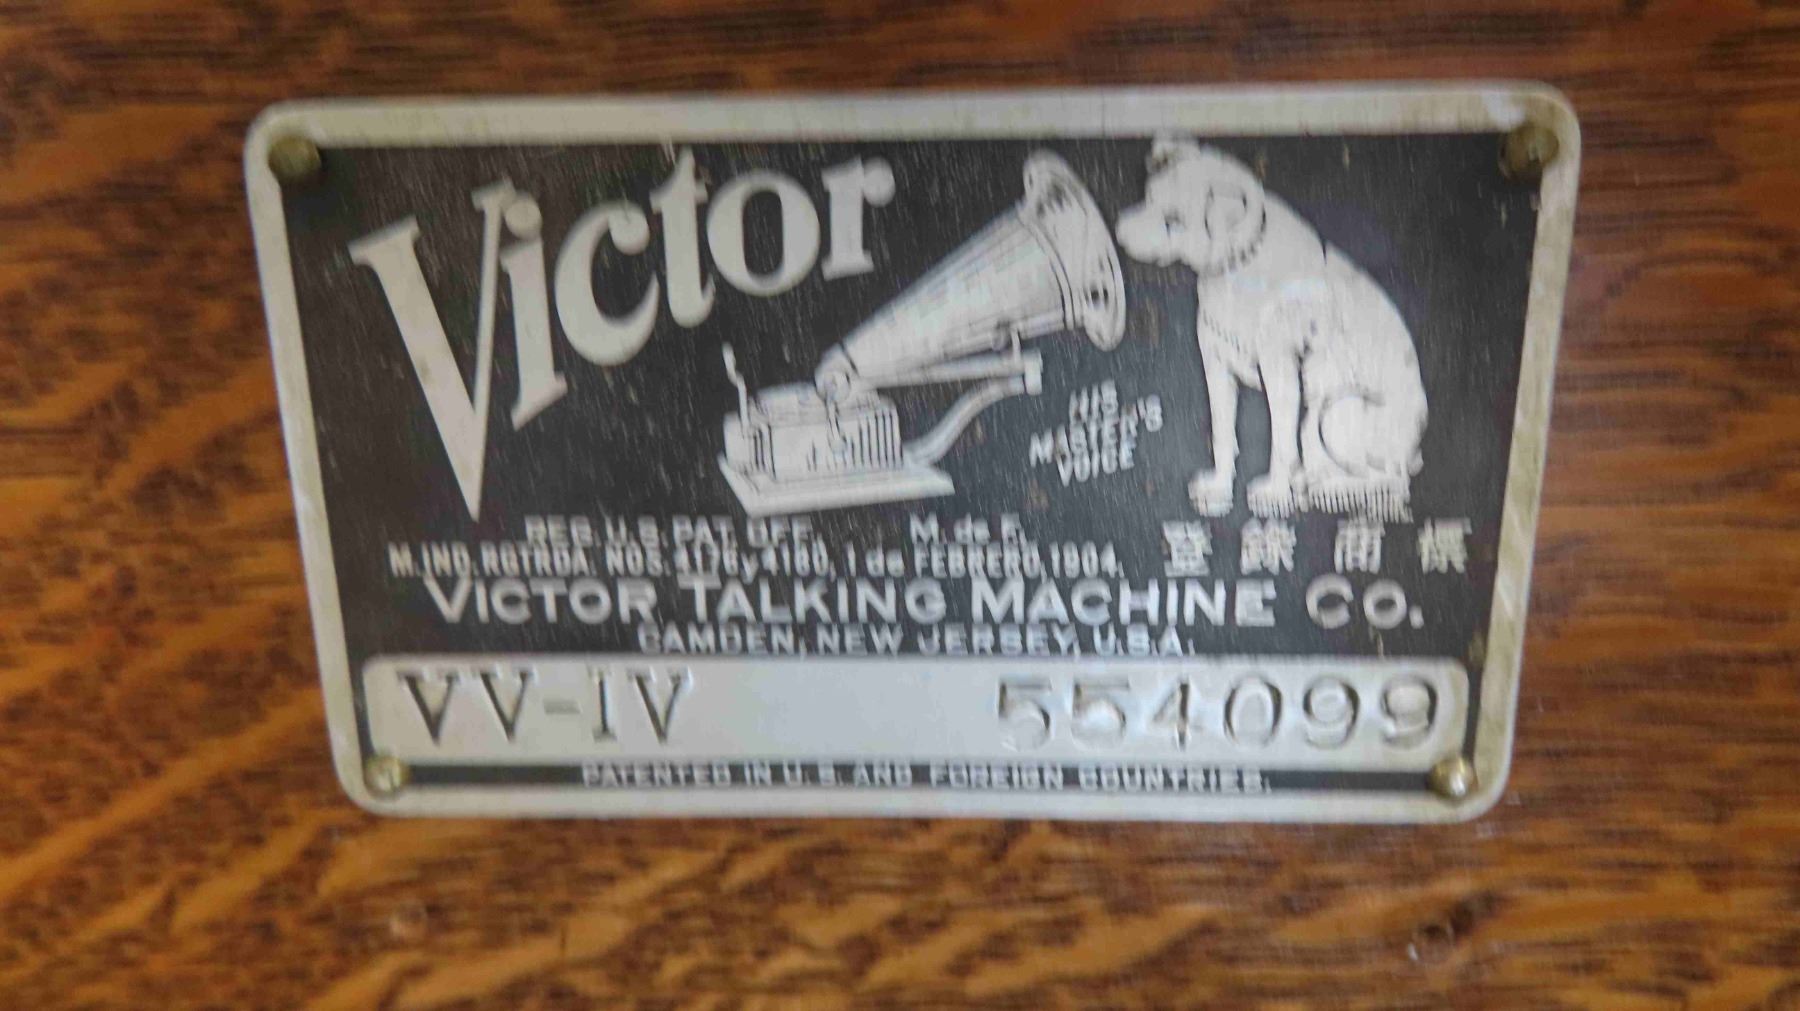 Victor
HIS
MASTER'S
VOICE
REG. U.S. PAT. OFF. M. de F.
M. IND. RGTRDA. NOS. 4176 y 4180, 1 de FEBRERO, 1904. 登錄商標
VICTOR TALKING MACHINE CO.
CAMDEN, NEW JERSEY, U.S.A.
VV-IV 554099
PATENTED IN U.S. AND FOREIGN COUNTRIES.